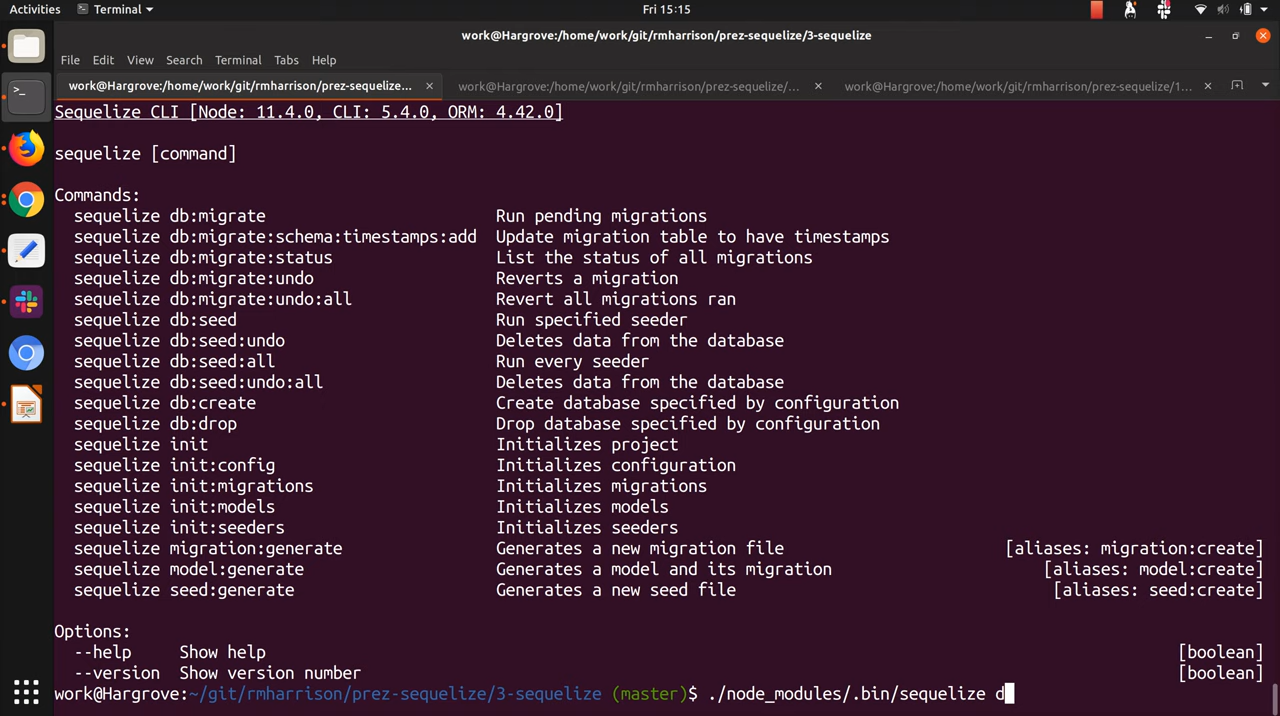 Activities Terminal Fri 15:15
work@Hargrove:/home/work/git/rmharrison/prez-sequelize/3-sequelize
File Edit View Search Terminal Tabs Help
work@Hargrove:/home/work/git/rmharrison/prez-sequelize... work@Hargrove:/home/work/git/rmharrison/prez-sequelize/... work@Hargrove:/home/work/git/rmharrison/prez-sequelize/1...
Sequelize CLI [Node: 11.4.0, CLI: 5.4.0, ORM: 4.42.0]
sequelize [command]
Commands:
sequelize db:migrate Run pending migrations
sequelize db:migrate:schema:timestamps:add Update migration table to have timestamps
sequelize db:migrate:status List the status of all migrations
sequelize db:migrate:undo Reverts a migration
sequelize db:migrate:undo:all Revert all migrations ran
sequelize db:seed Run specified seeder
sequelize db:seed:undo Deletes data from the database
sequelize db:seed:all Run every seeder
sequelize db:seed:undo:all Deletes data from the database
sequelize db:create Create database specified by configuration
sequelize db:drop Drop database specified by configuration
sequelize init Initializes project
sequelize init:config Initializes configuration
sequelize init:migrations Initializes migrations
sequelize init:models Initializes models
sequelize init:seeders Initializes seeders
sequelize migration:generate Generates a new migration file [aliases: migration:create]
sequelize model:generate Generates a model and its migration [aliases: model:create]
sequelize seed:generate Generates a new seed file [aliases: seed:create]
Options:
--help Show help [boolean]
--version Show version number [boolean]
work@Hargrove:~/git/rmharrison/prez-sequelize/3-sequelize (master)$ ./node_modules/.bin/sequelize d